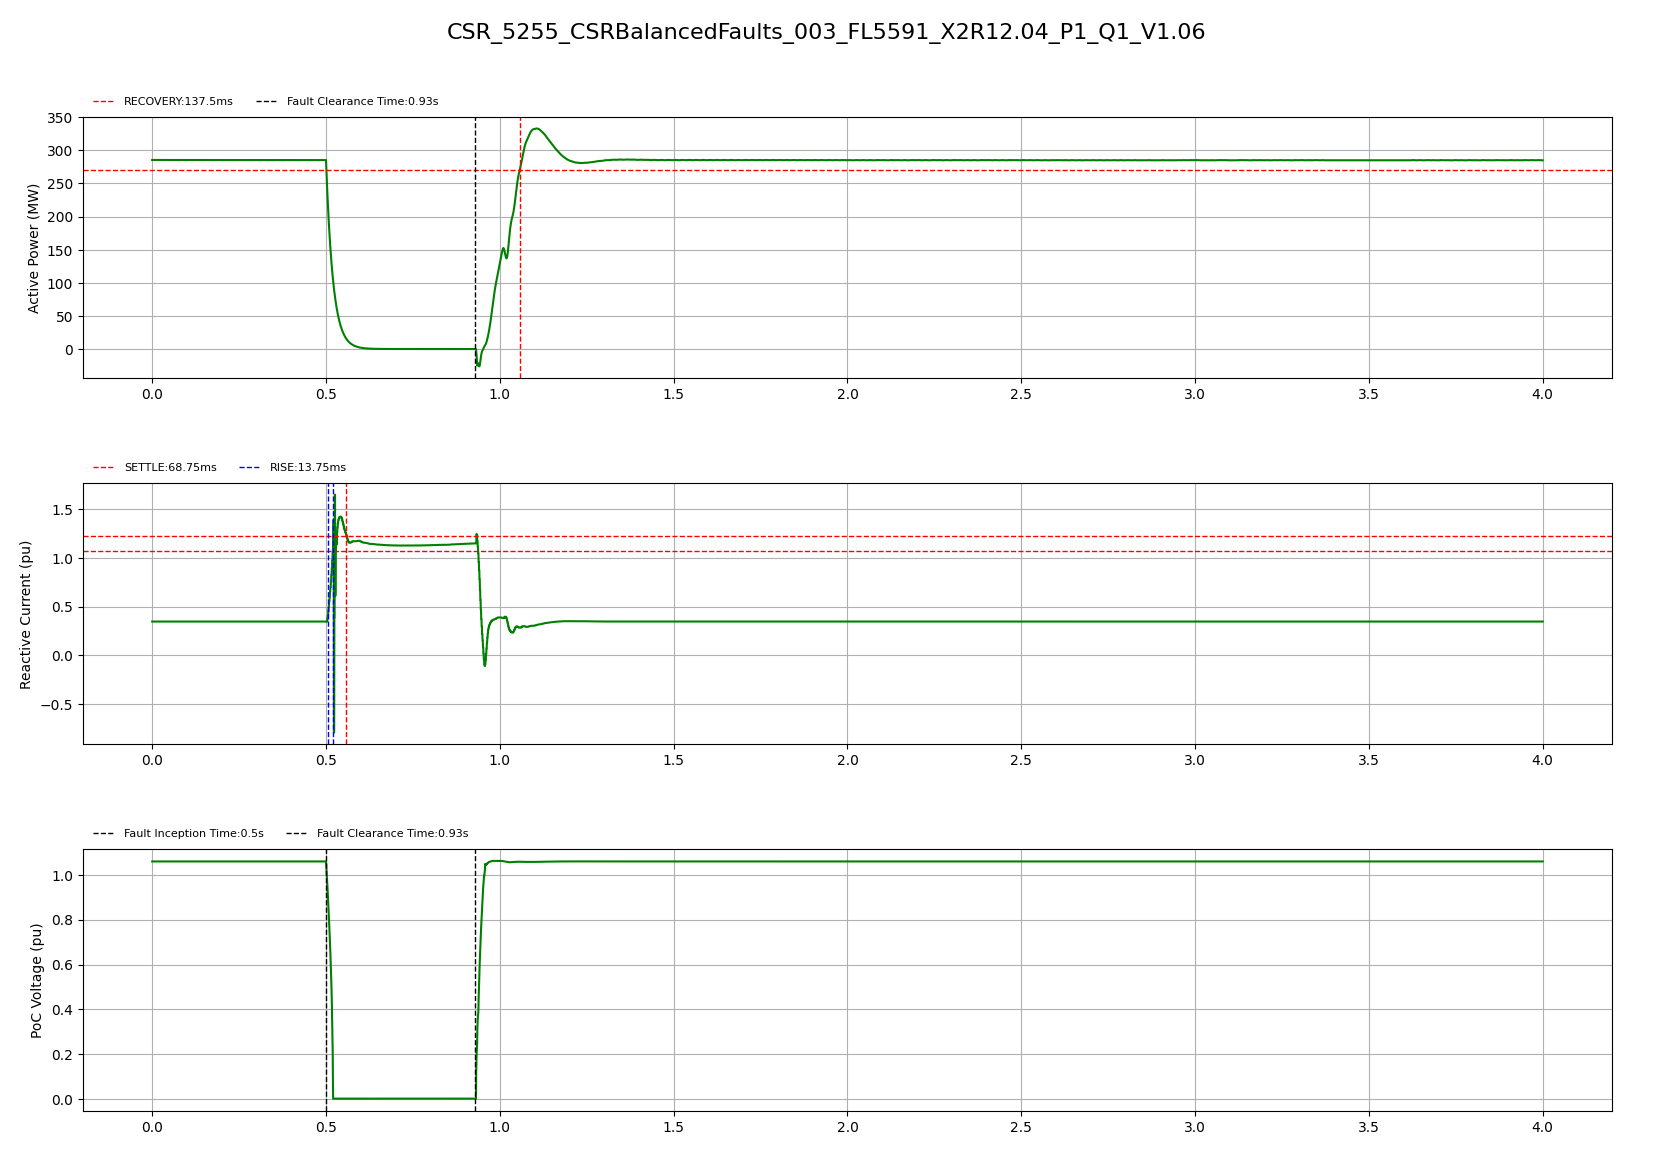 CSR_5255_CSRBalancedFaults_003_FL5591_X2R12.04_P1_Q1_V1.06
RECOVERY:137.5ms Fault Clearance Time:0.93s
Active Power (MW)
350
300
250
200
150
100
50
0
0.0 0.5 1.0 1.5 2.0 2.5 3.0 3.5 4.0
SETTLE:68.75ms RISE:13.75ms
Reactive Current (pu)
1.5
1.0
0.5
0.0
−0.5
0.0 0.5 1.0 1.5 2.0 2.5 3.0 3.5 4.0
Fault Inception Time:0.5s Fault Clearance Time:0.93s
PoC Voltage (pu)
1.0
0.8
0.6
0.4
0.2
0.0
0.0 0.5 1.0 1.5 2.0 2.5 3.0 3.5 4.0